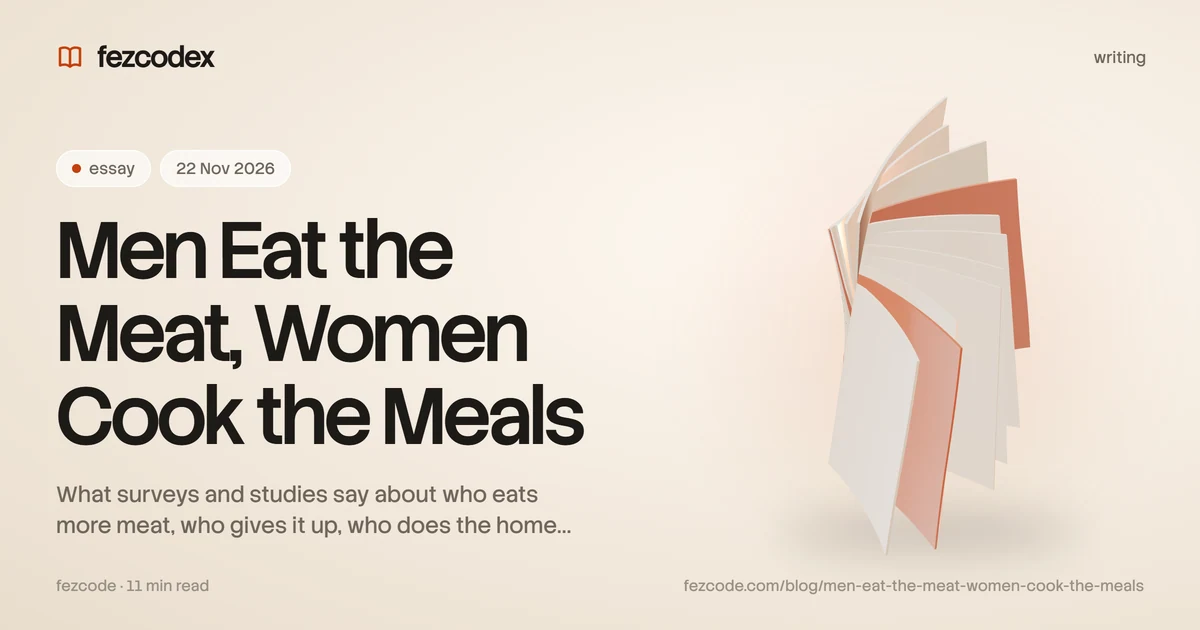 fezcodex
writing
essay
22 Nov 2026
Men Eat the
Meat, Women
Cook the Meals
What surveys and studies say about who eats
more meat, who gives it up, who does the home...
fezcode · 11 min read
fezcode.com/blog/men-eat-the-meat-women-cook-the-meals